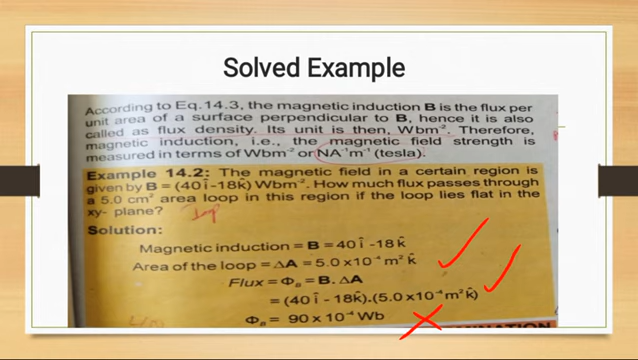 Solved Example
According to Eq.14.3, the magnetic induction B is the flux per
unit area of a surface perpendicular to B, hence it is also
called as flux density. Its unit is then, Wbm⁻². Therefore,
magnetic induction, i.e., the magnetic field strength is
measured in terms of Wbm⁻² or NA⁻¹m⁻¹ (tesla).
Example 14.2: The magnetic field in a certain region is
given by B = (40 î -18k̂) Wbm⁻². How much flux passes through
a 5.0 cm² area loop in this region if the loop lies flat in the
xy- plane? Imp
Solution:
Magnetic induction = B = 40 î -18 k̂
Area of the loop = ΔA = 5.0 x 10⁻⁴ m² k̂
Flux = Φ_B = B. ΔA
= (40 î - 18k̂).(5.0 x 10⁻⁴ m² k̂)
Φ_B = 90 x 10⁻⁴ Wb